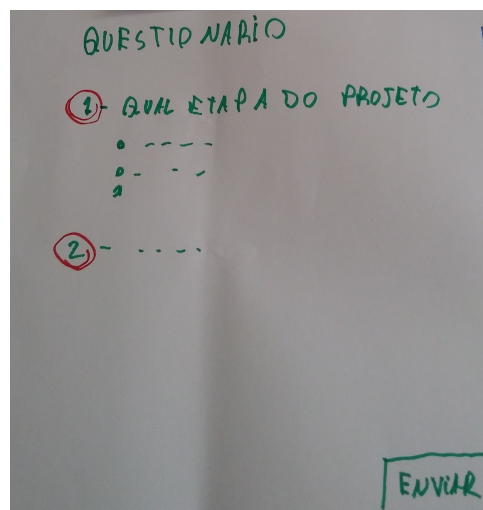 QUESTIONARIO
1- QUAL ETAPA DO PROJETO
2- ....
ENVIAR